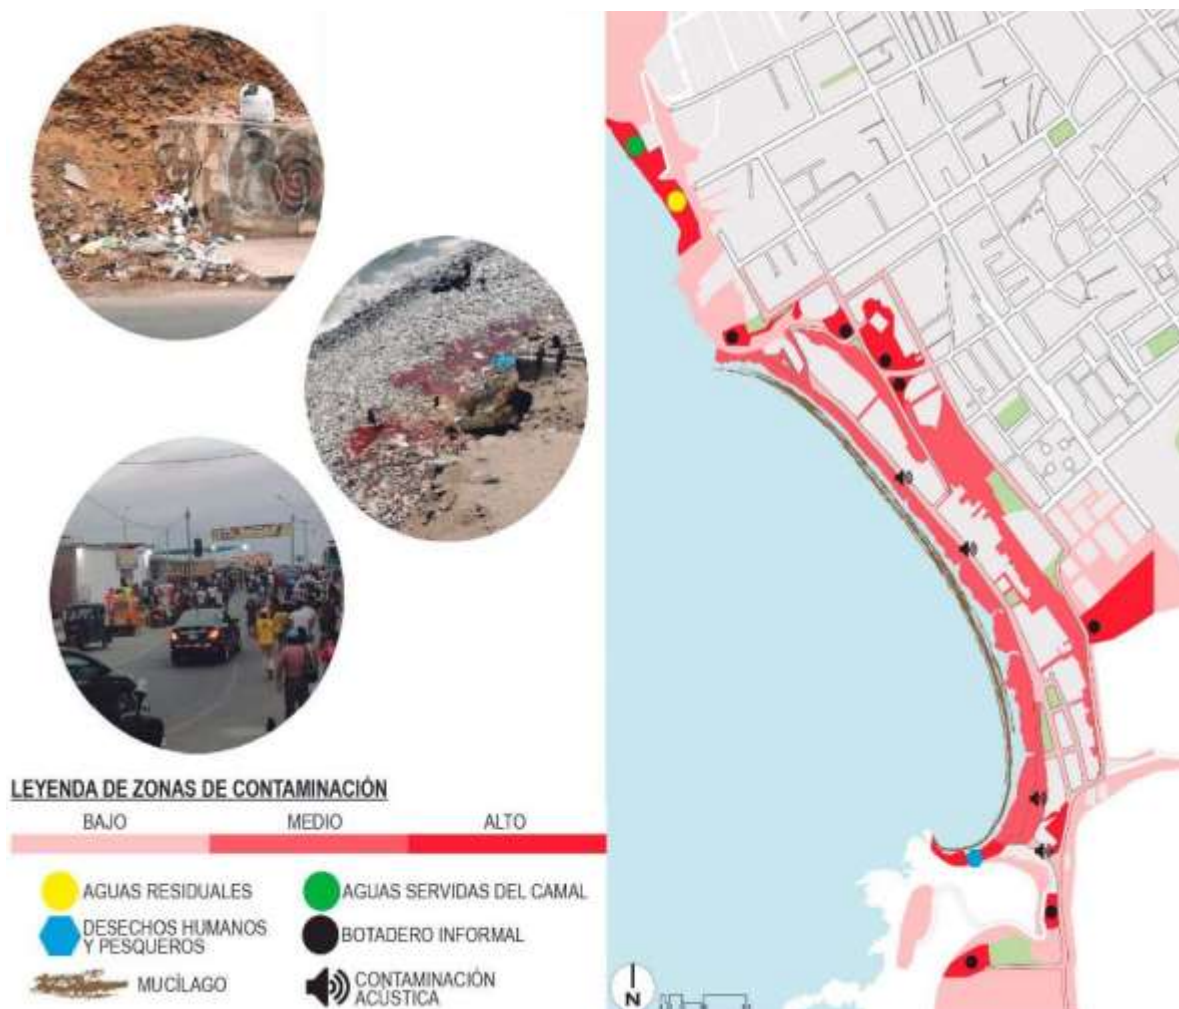 LEYENDA DE ZONAS DE CONTAMINACIÓN
BAJO MEDIO ALTO
AGUAS RESIDUALES
AGUAS SERVIDAS DEL CAMAL
DESECHOS HUMANOS
Y PESQUEROS
BOTADERO INFORMAL
MUCÍLAGO
CONTAMINACIÓN
ACÚSTICA
N